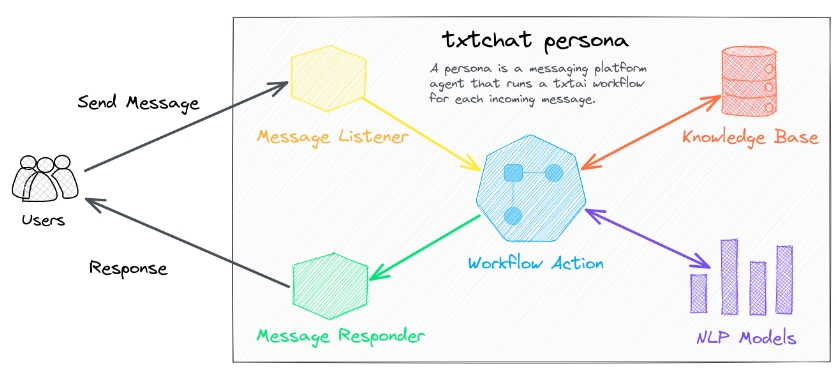 txtchat persona
A persona is a messaging platform
agent that runs a txtai workflow
for each incoming message.
Send Message
Message Listener
Knowledge Base
Users
Workflow Action
Response
Message Responder
NLP Models